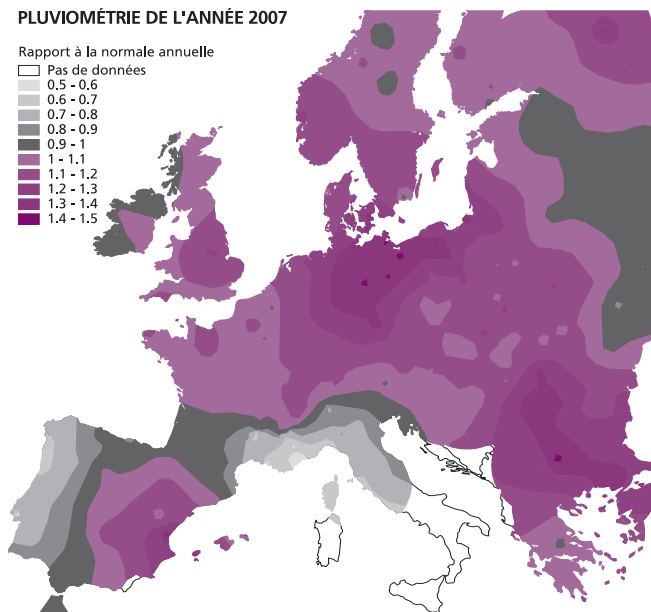 PLUVIOMÉTRIE DE L'ANNÉE 2007
Rapport à la normale annuelle
Pas de données
0.5 - 0.6
0.6 - 0.7
0.7 - 0.8
0.8 - 0.9
0.9 - 1
1 - 1.1
1.1 - 1.2
1.2 - 1.3
1.3 - 1.4
1.4 - 1.5